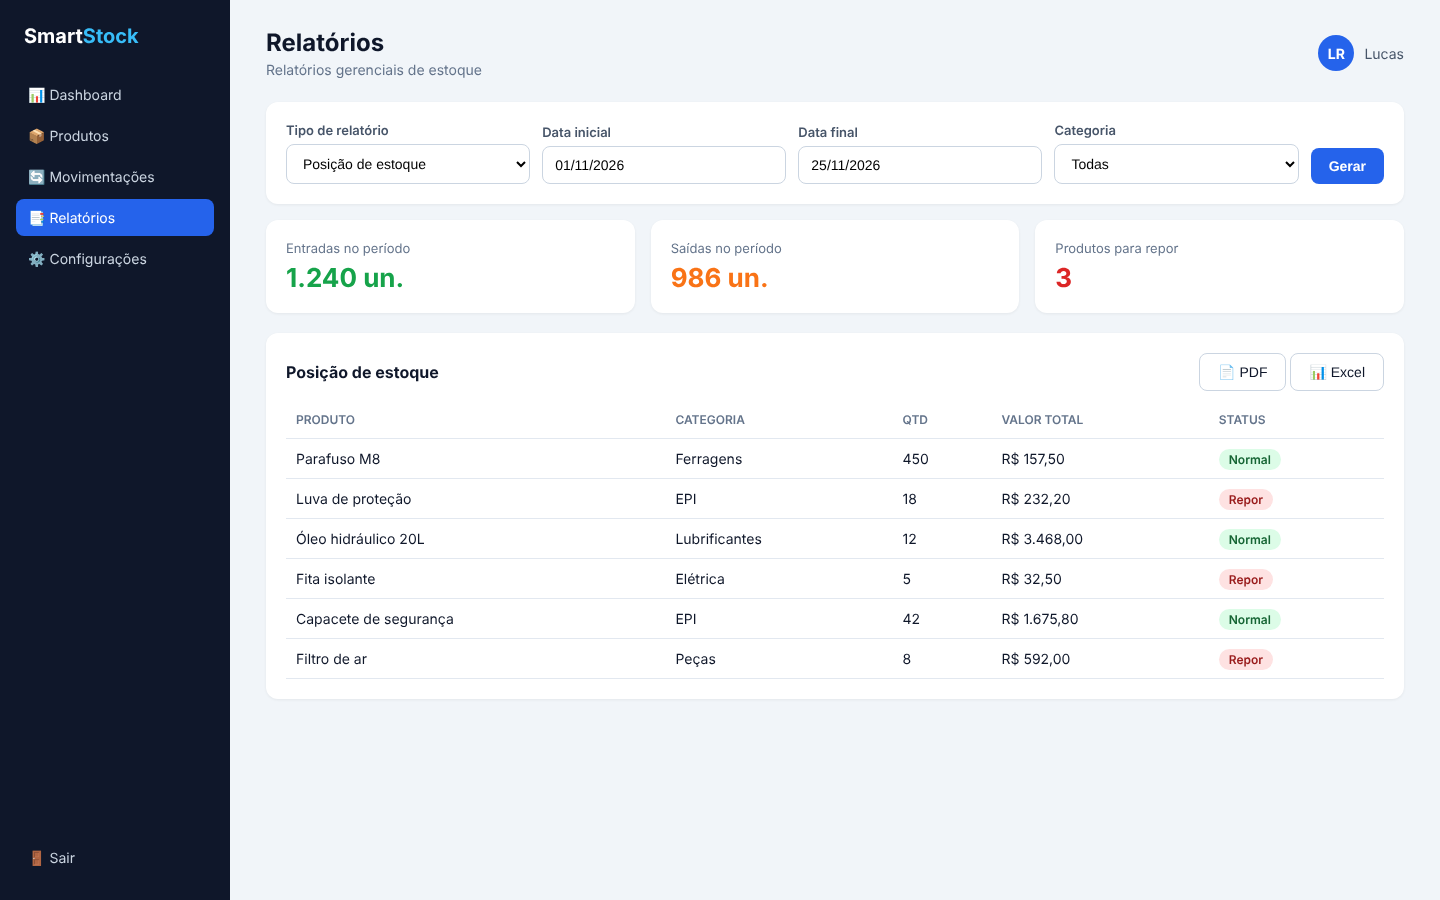 SmartStock
Dashboard
Produtos
Movimentações
Relatórios
Configurações
Sair
Relatórios
Relatórios gerenciais de estoque
LR Lucas
Tipo de relatório Data inicial Data final Categoria
Posição de estoque 01/11/2026 25/11/2026 Todas Gerar
Entradas no período Saídas no período Produtos para repor
1.240 un. 986 un. 3
Posição de estoque PDF Excel
PRODUTO CATEGORIA QTD VALOR TOTAL STATUS
Parafuso M8 Ferragens 450 R$ 157,50 Normal
Luva de proteção EPI 18 R$ 232,20 Repor
Óleo hidráulico 20L Lubrificantes 12 R$ 3.468,00 Normal
Fita isolante Elétrica 5 R$ 32,50 Repor
Capacete de segurança EPI 42 R$ 1.675,80 Normal
Filtro de ar Peças 8 R$ 592,00 Repor